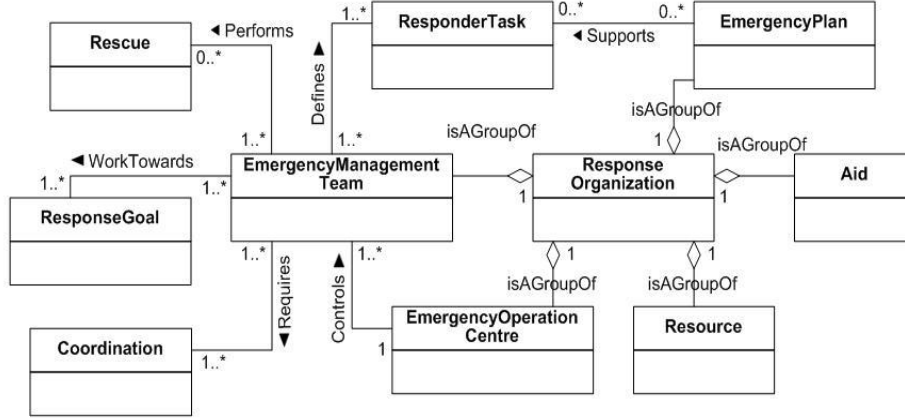 1..*
ResponderTask
0..*
0..*
EmergencyPlan
◄ Performs
◄ Supports
Rescue
0..*
Defines ►
isAGroupOf
1..*
1..*
isAGroupOf
1
isAGroupOf
◄ WorkTowards
EmergencyManagement
Team
Response
Organization
Aid
1..*
1..*
1
1
ResponseGoal
1..*
1..*
1
1
◄ Requires
Controls ►
isAGroupOf
isAGroupOf
EmergencyOperation
Centre
Resource
Coordination
1..*
1